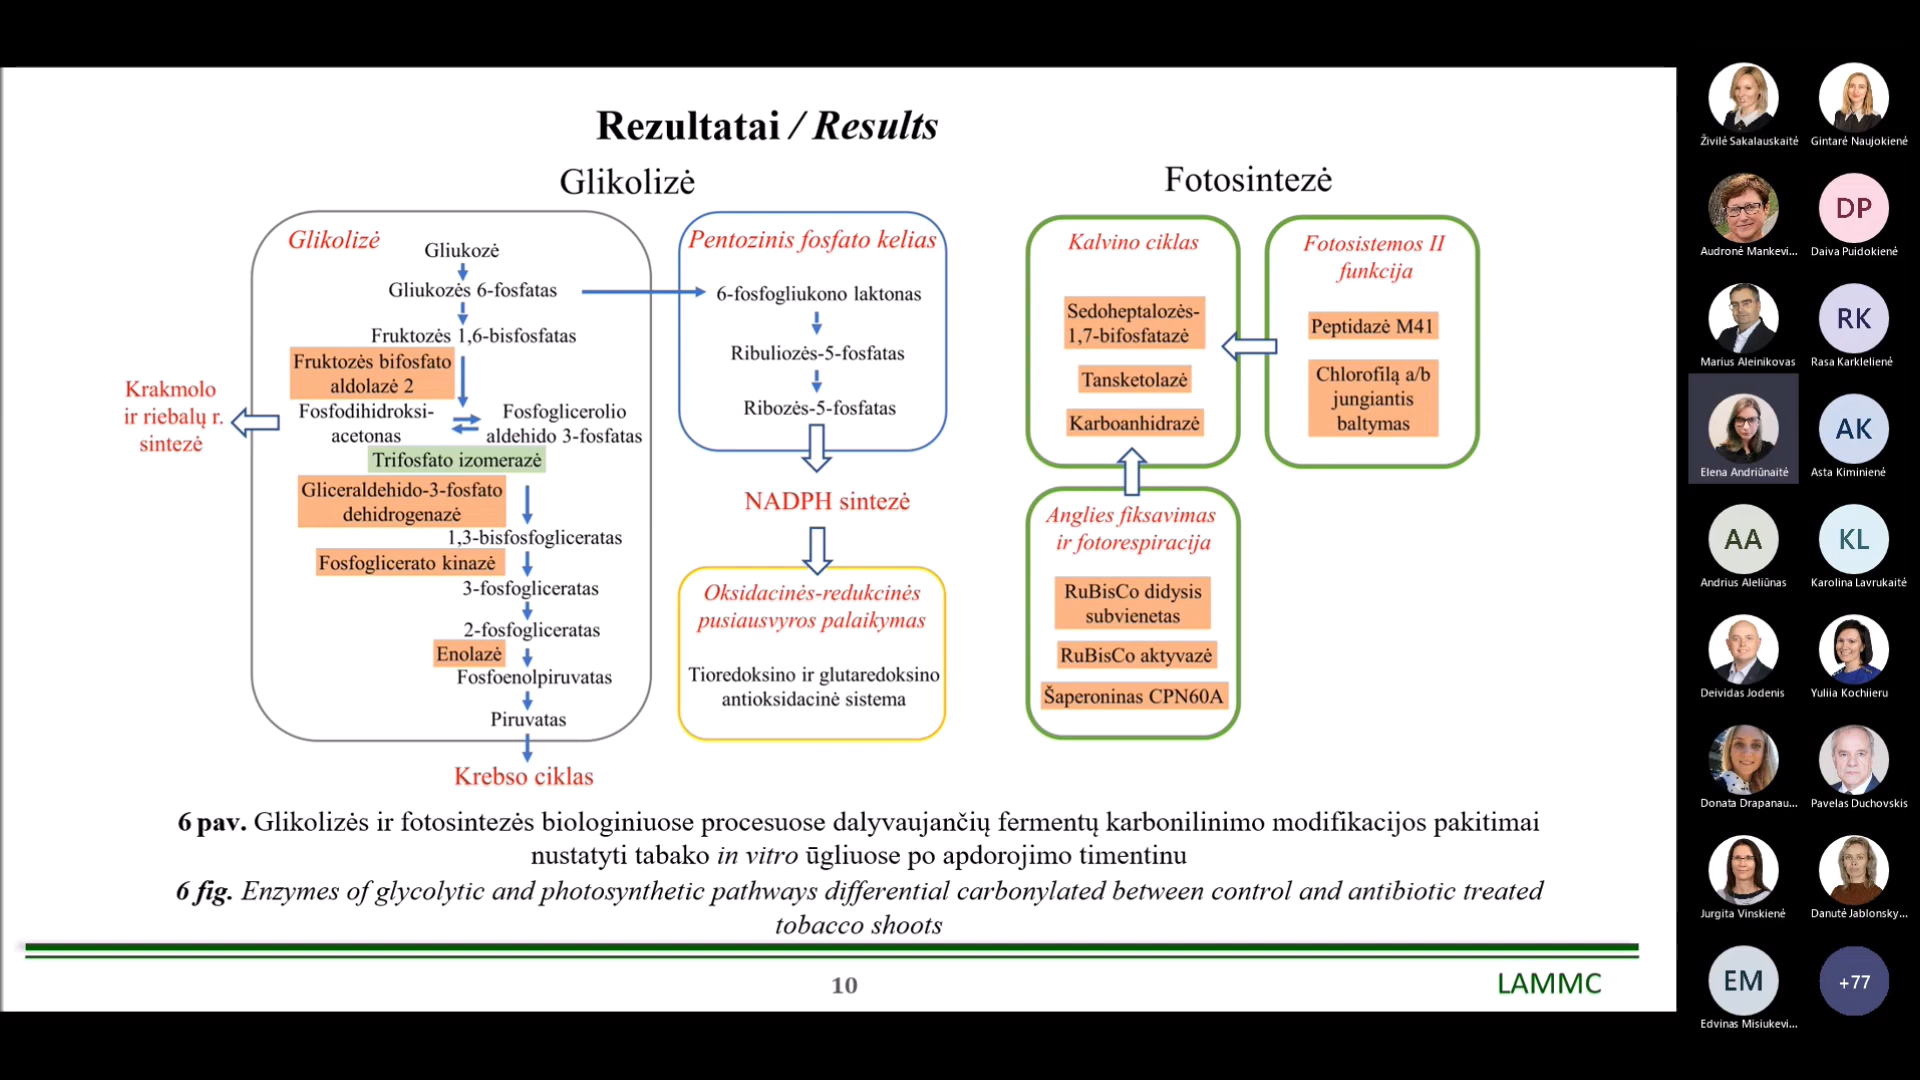 Rezultatai / Results
Glikolizė
Glikolizė
Gliukozė
Gliukozės 6-fosfatas
Fruktozės 1,6-bisfosfatas
Fruktozės bifosfato
aldolazė 2
Krakmolo
ir riebalų r.
sintezė
Fosfodihidroksi-
acetonas
Fosfoglicerolio
aldehido 3-fosfatas
Trifosfato izomerazė
Gliceraldehido-3-fosfato
dehidrogenazė
1,3-bisfosfogliceratas
Fosfoglicerato kinazė
3-fosfogliceratas
2-fosfogliceratas
Enolazė
Fosfoenolpiruvatas
Piruvatas
Krebso ciklas
Pentozinis fosfato kelias
6-fosfogliukono laktonas
Ribuliozės-5-fosfatas
Ribozės-5-fosfatas
NADPH sintezė
Oksidacinės-redukcinės
pusiausvyros palaikymas
Tioredoksino ir glutaredoksino
antioksidacinė sistema
Fotosintezė
Kalvino ciklas
Sedoheptalozės-
1,7-bifosfatazė
Tansketolazė
Karboanhidrazė
Fotosistemos II
funkcija
Peptidazė M41
Chlorofilą a/b
jungiantis
baltymas
Anglies fiksavimas
ir fotorespiracija
RuBisCo didysis
subvienetas
RuBisCo aktyvazė
Šaperoninas CPN60A
6 pav. Glikolizės ir fotosintezės biologiniuose procesuose dalyvaujančių fermentų karbonilinimo modifikacijos pakitimai
nustatyti tabako in vitro ūgliuose po apdorojimo timentinu
6 fig. Enzymes of glycolytic and photosynthetic pathways differential carbonylated between control and antibiotic treated
tobacco shoots
10
LAMMC
Živilė Sakalauskaitė
Gintarė Naujokienė
Audronė Mankevi...
DP
Daiva Puidokienė
Marius Aleinikovas
RK
Rasa Karklelienė
Elena Andriūnaitė
AK
Asta Kiminienė
AA
Andrius Aleliūnas
KL
Karolina Lavrukaitė
Deividas Jodenis
Yuliia Kochiieru
Donata Drapanau...
Pavelas Duchovskis
Jurgita Vinskienė
Danutė Jablonsky...
EM
Edvinas Misiukevi...
+77